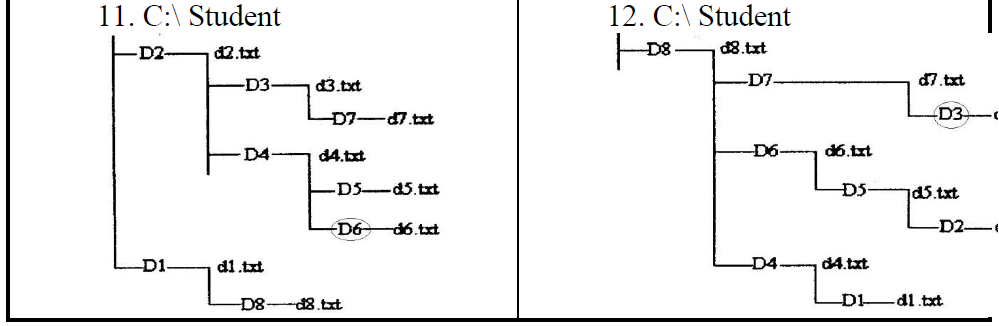 11. C:\ Student
D2 d2.txt
D3 d3.txt
D7 d7.txt
D4 d4.txt
D5 d5.txt
D6 d6.txt
D1 d1.txt
D8 d8.txt
12. C:\ Student
D8 d8.txt
D7 d7.txt
D3
D6 d6.txt
D5 d5.txt
D2
D4 d4.txt
D1 d1.txt